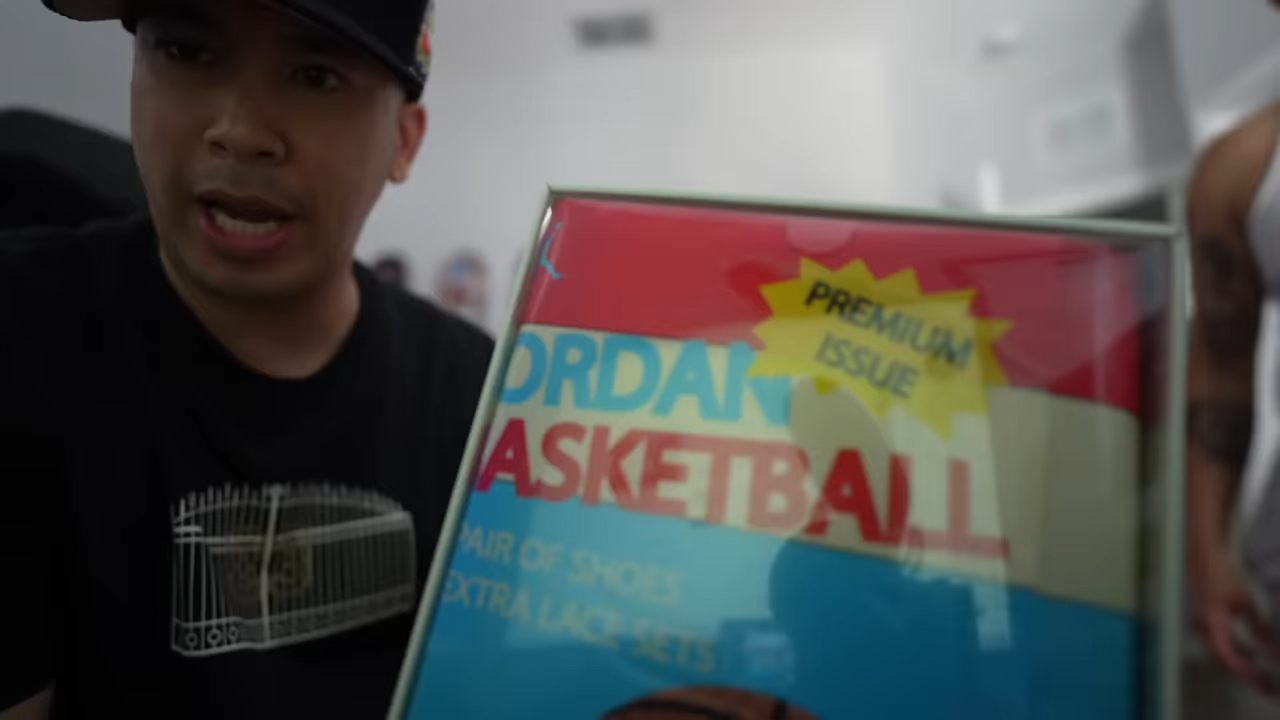 PREMIUM
ISSUE
ORDAN
ASKETBALL
PAIR OF SHOES
EXTRA LACE SETS